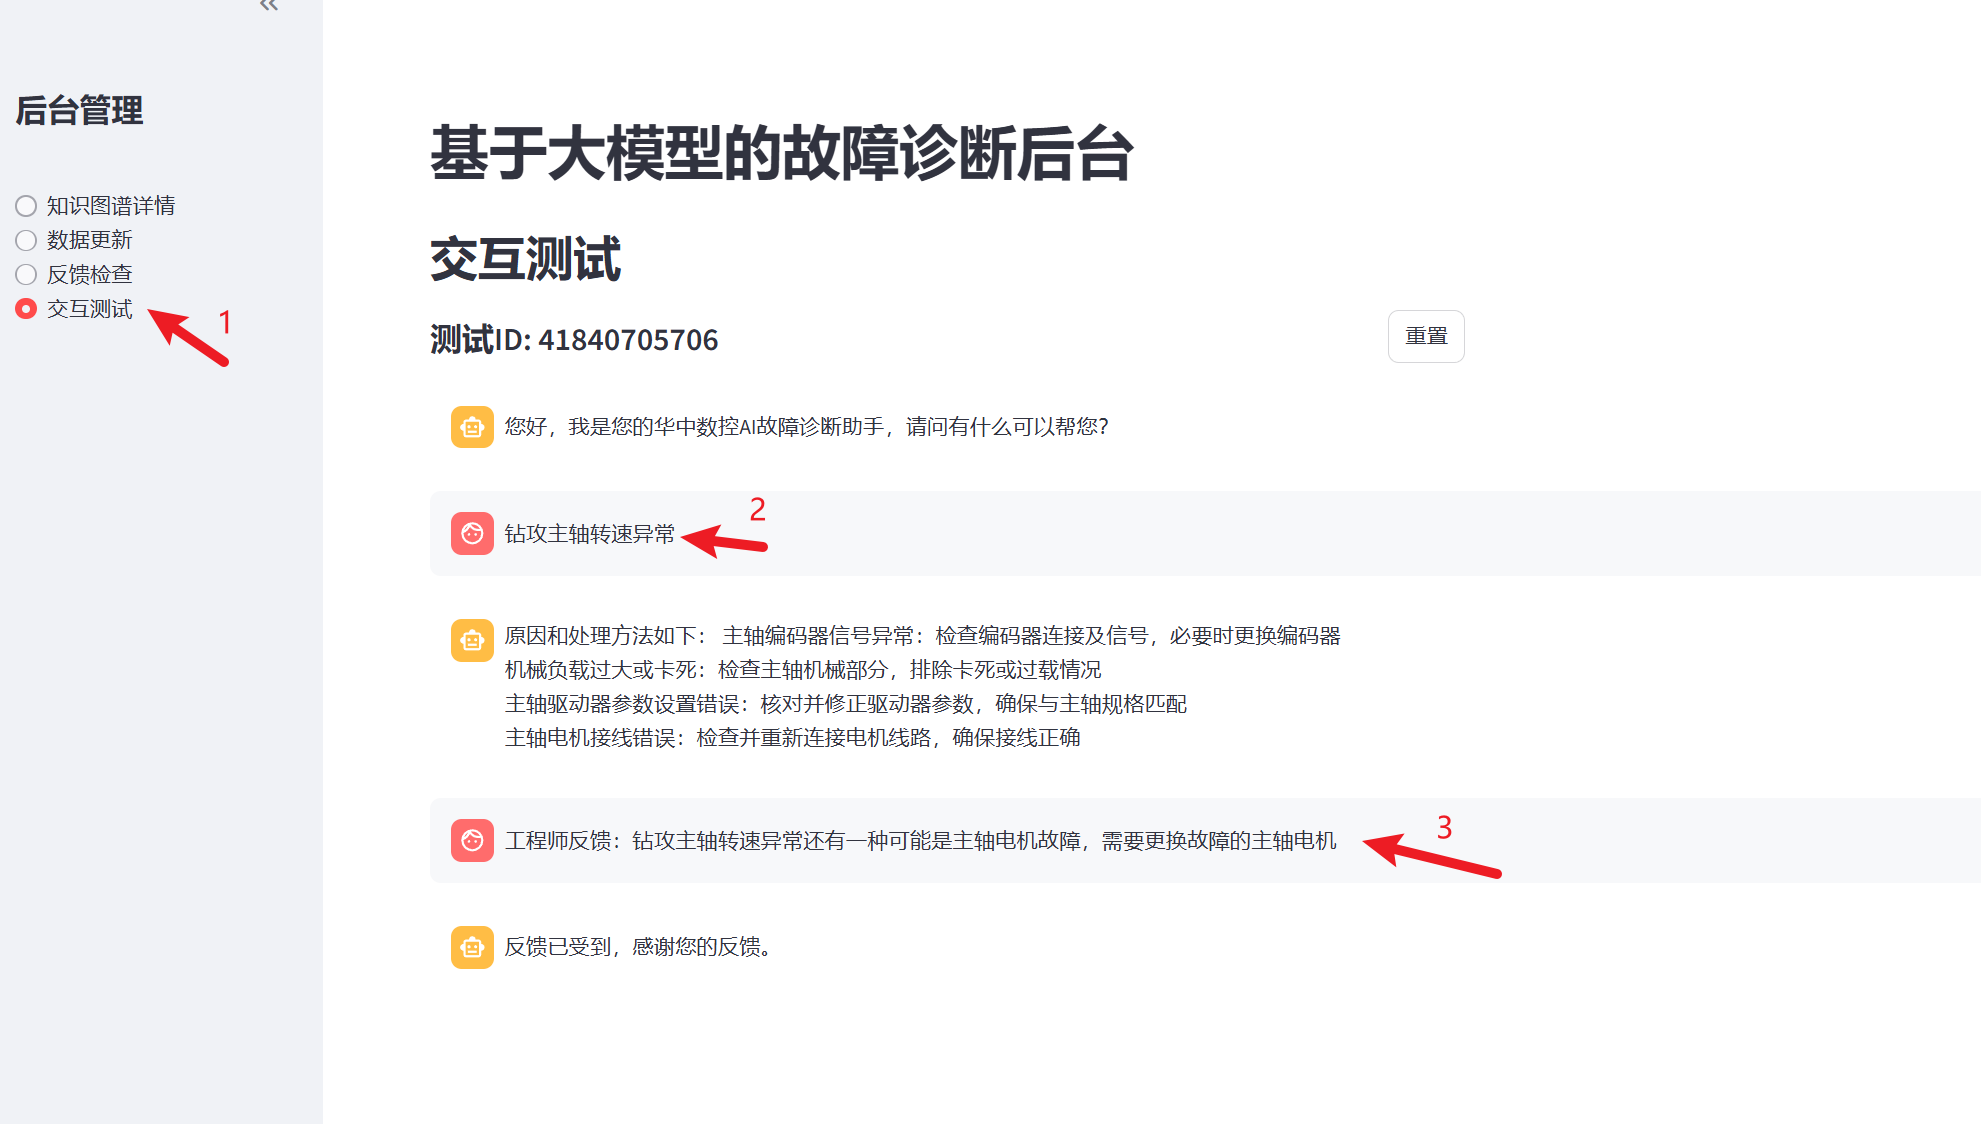 后台管理
知识图谱详情
数据更新
反馈检查
交互测试
1
基于大模型的故障诊断后台
交互测试
测试ID: 41840705706
重置
您好，我是您的华中数控AI故障诊断助手，请问有什么可以帮您？
2
钻攻主轴转速异常
原因和处理方法如下： 主轴编码器信号异常：检查编码器连接及信号，必要时更换编码器
机械负载过大或卡死：检查主轴机械部分，排除卡死或过载情况
主轴驱动器参数设置错误：核对并修正驱动器参数，确保与主轴规格匹配
主轴电机接线错误：检查并重新连接电机线路，确保接线正确
3
工程师反馈：钻攻主轴转速异常还有一种可能是主轴电机故障，需要更换故障的主轴电机
反馈已受到，感谢您的反馈。